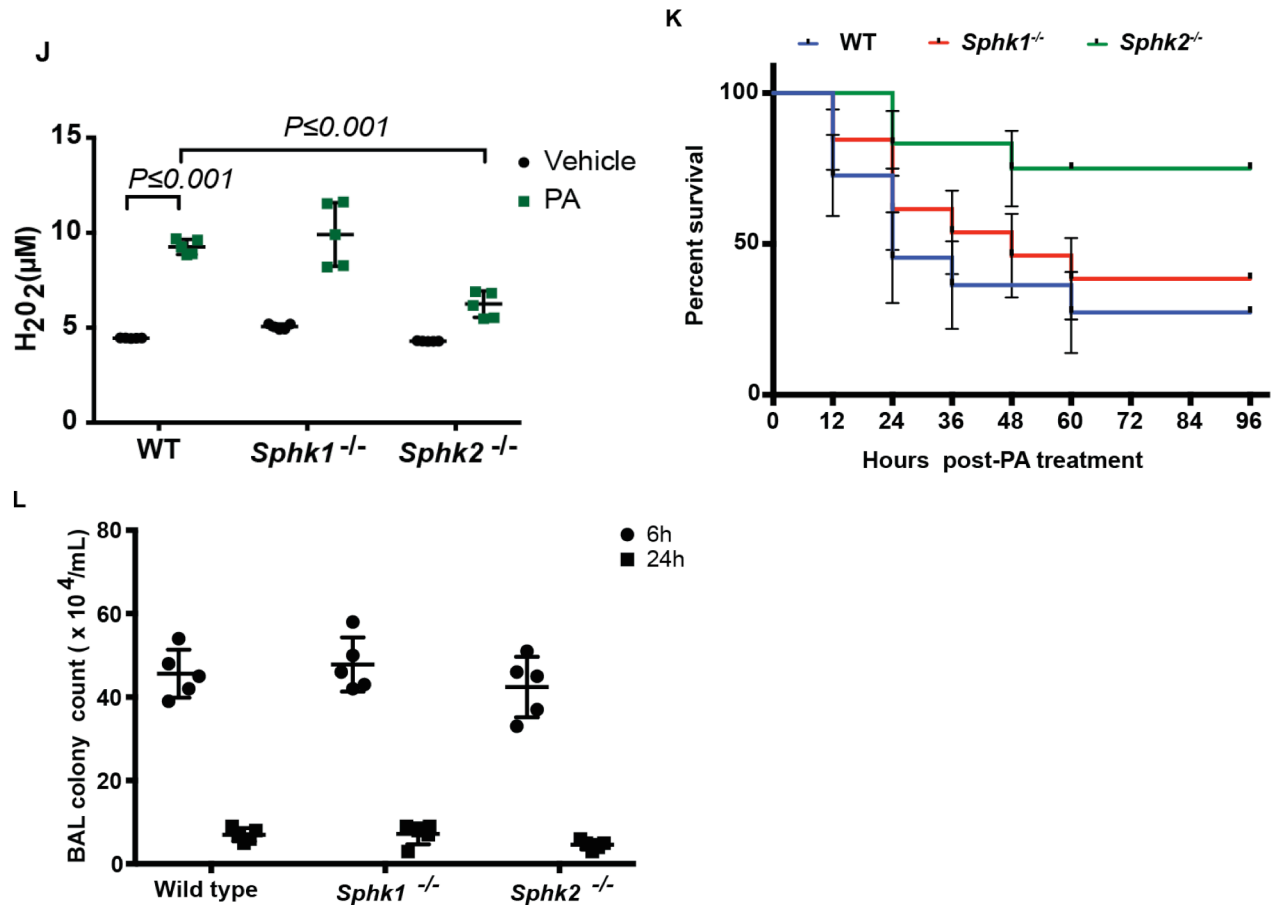 J
P≤0.001
P≤0.001
Vehicle
PA
H₂0₂(µM)
15
10
5
0
WT
Sphk1 -/-
Sphk2 -/-
K
WT
Sphk1-/-
Sphk2-/-
Percent survival
100
50
0
0 12 24 36 48 60 72 84 96
Hours post-PA treatment
L
6h
24h
BAL colony count ( x 10 4/mL)
80
60
40
20
0
Wild type
Sphk1 -/-
Sphk2 -/-